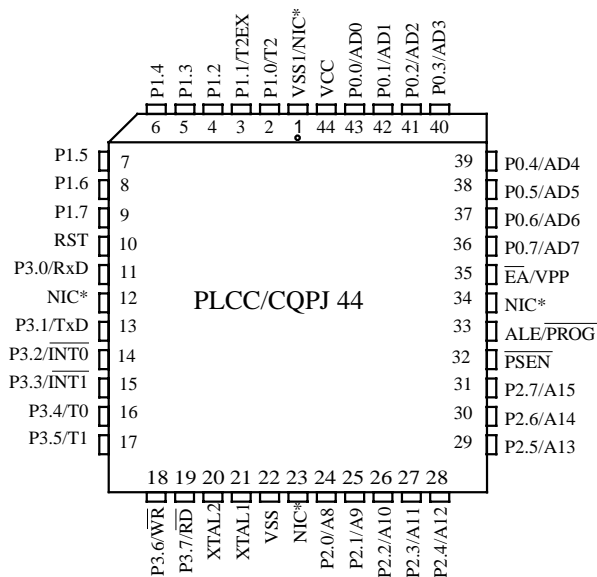 P1.4
P1.3
P1.2
P1.1/T2EX
P1.0/T2
VSS1/NIC*
VCC
P0.0/AD0
P0.1/AD1
P0.2/AD2
P0.3/AD3
6 5 4 3 2 1 44 43 42 41 40
P1.5 7
P1.6 8
P1.7 9
RST 10
P3.0/RxD 11
NIC* 12
P3.1/TxD 13
P3.2/INT0 14
P3.3/INT1 15
P3.4/T0 16
P3.5/T1 17
PLCC/CQPJ 44
39 P0.4/AD4
38 P0.5/AD5
37 P0.6/AD6
36 P0.7/AD7
35 EA/VPP
34 NIC*
33 ALE/PROG
32 PSEN
31 P2.7/A15
30 P2.6/A14
29 P2.5/A13
18 19 20 21 22 23 24 25 26 27 28
P3.6/WR
P3.7/RD
XTAL2
XTAL1
VSS
NIC*
P2.0/A8
P2.1/A9
P2.2/A10
P2.3/A11
P2.4/A12